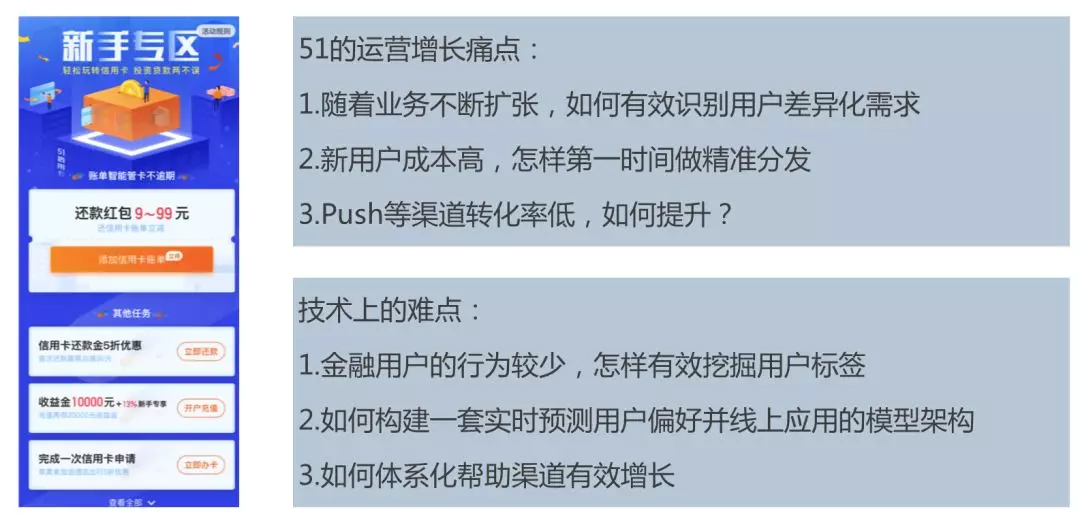 活动规则
新手专区
轻松玩转信用卡 投资贷款两不误
51信用卡
账单智能管卡不逾期
还款红包 9~99 元
还信用卡账单立减
添加信用卡账单
其他任务
信用卡还款金5折优惠
立即还款
收益金10000元+13%新手专享
开户充值
完成一次信用卡申请
立即办卡
查看全部
51的运营增长痛点：
1.随着业务不断扩张，如何有效识别用户差异化需求
2.新用户成本高，怎样第一时间做精准分发
3.Push等渠道转化率低，如何提升？
技术上的难点：
1.金融用户的行为较少，怎样有效挖掘用户标签
2.如何构建一套实时预测用户偏好并线上应用的模型架构
3.如何体系化帮助渠道有效增长